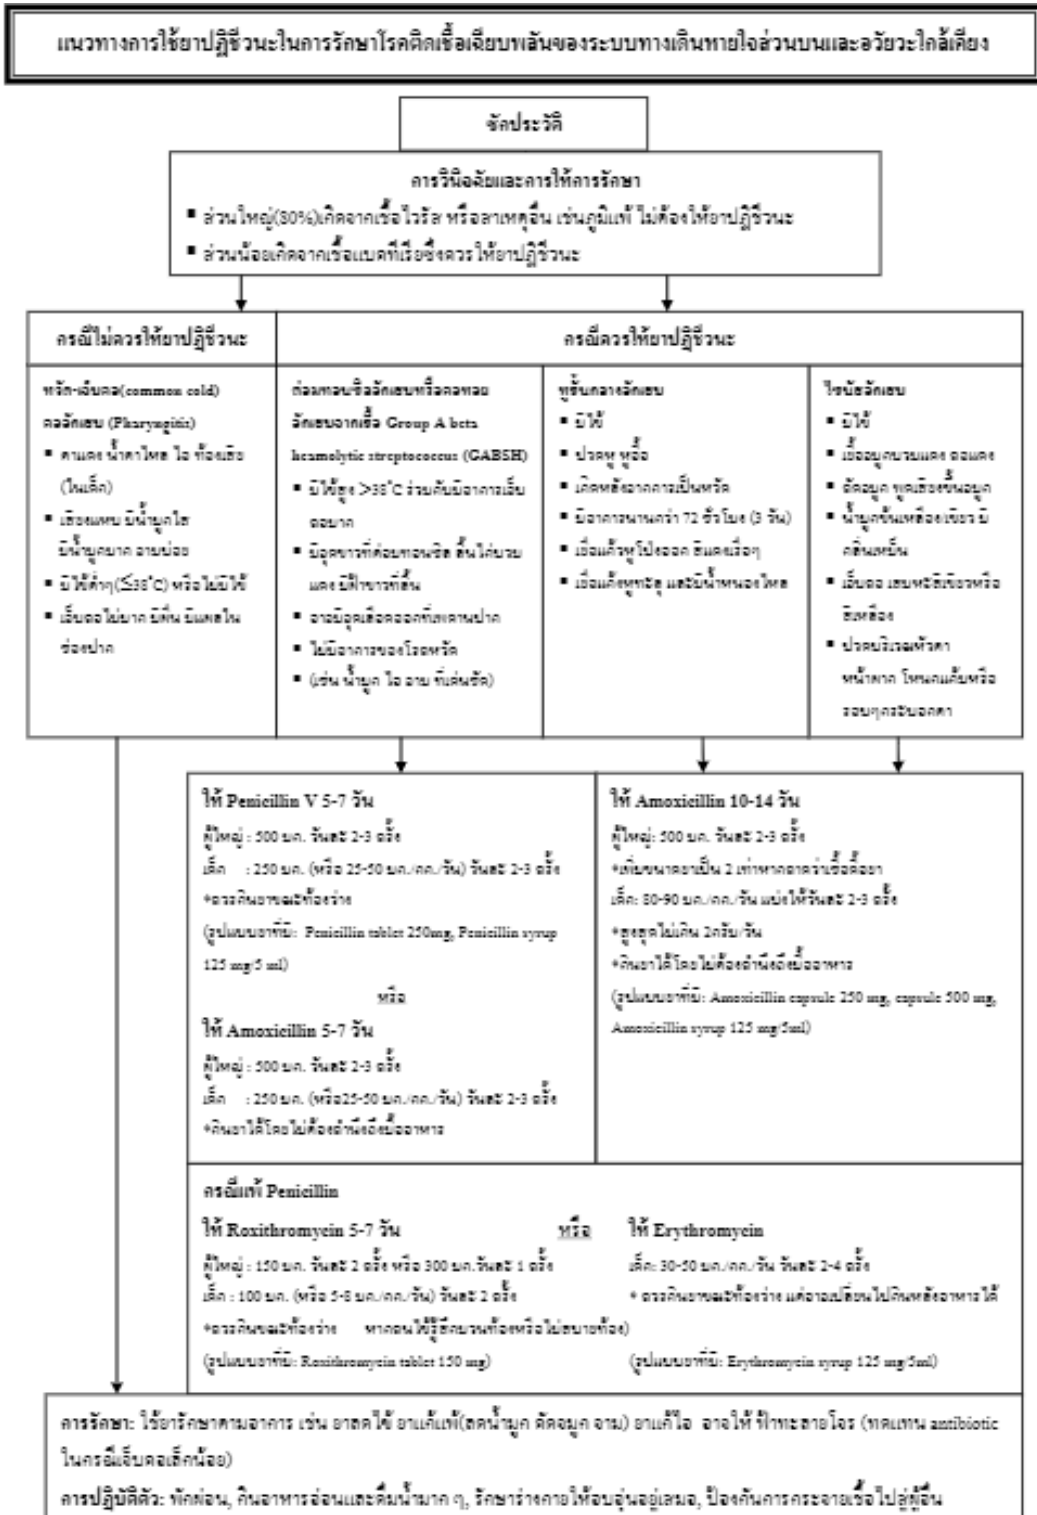 แนวทางการใช้ยาปฏิชีวนะในการรักษาโรคติดเชื้อเฉียบพลันของระบบทางเดินหายใจส่วนบนและอวัยวะใกล้เคียง
ซักประวัติ
การวินิจฉัยและการให้การรักษา
▪ ส่วนใหญ่(80%)เกิดจากเชื้อไวรัส หรือสาเหตุอื่น เช่นภูมิแพ้ ไม่ต้องให้ยาปฏิชีวนะ
▪ ส่วนน้อยเกิดจากเชื้อแบคทีเรียซึ่งควรให้ยาปฏิชีวนะ
กรณีไม่ควรให้ยาปฏิชีวนะ
กรณีควรให้ยาปฏิชีวนะ
หวัด-เจ็บคอ(common cold)
คออักเสบ (Pharyngitis)
▪ ตาแดง น้ำตาไหล ไอ ท้องเสีย
(ในเด็ก)
▪ เสียงแหบ มีน้ำมูกใส
มีน้ำมูกมาก จามบ่อย
▪ มีไข้ต่ำๆ(≤38°C) หรือไม่มีไข้
▪ เจ็บคอไม่มาก มีผื่น มีแผลใน
ช่องปาก
ต่อมทอนซิลอักเสบหรือคอหอย
อักเสบจากเชื้อ Group A beta
heamolytic streptococcus (GABSH)
▪ มีไข้สูง >38°C ร่วมกับมีอาการเจ็บ
คอมาก
▪ มีจุดขาวที่ต่อมทอนซิล ลิ้นไก่บวม
แดง มีฝ้าขาวที่ลิ้น
▪ อาจมีจุดเลือดออกที่เพดานปาก
▪ ไม่มีอาการของโรคหวัด
▪ (เช่น น้ำมูก ไอ จาม ที่เด่นชัด)
หูชั้นกลางอักเสบ
▪ มีไข้
▪ ปวดหู หูอื้อ
▪ เกิดหลังจากการเป็นหวัด
▪ มีอาการนานกว่า 72 ชั่วโมง (3 วัน)
▪ เยื่อแก้วหูโป่งออก สีแดงเรื่อๆ
▪ เยื่อแก้วหูทะลุ และมีน้ำหนองไหล
ไซนัสอักเสบ
▪ มีไข้
▪ เยื่อจมูกบวมแดง คอแดง
▪ คัดจมูก พูดเสียงขึ้นจมูก
▪ น้ำมูกข้นเหลือง/เขียว มี
กลิ่นเหม็น
▪ เจ็บคอ เสมหะสีเขียวหรือ
สีเหลือง
▪ ปวดบริเวณหัวตา
หน้าผาก โหนกแก้มหรือ
รอบๆกระบอกตา
ให้ Penicillin V 5-7 วัน
ผู้ใหญ่ : 500 มก. วันละ 2-3 ครั้ง
เด็ก : 250 มก. (หรือ 25-50 มก./กก./วัน) วันละ 2-3 ครั้ง
*ควรกินยาขณะท้องว่าง
(รูปแบบยาที่มี: Penicillin tablet 250mg, Penicillin syrup
125 mg/5 ml)
หรือ
ให้ Amoxicillin 5-7 วัน
ผู้ใหญ่ : 500 มก. วันละ 2-3 ครั้ง
เด็ก : 250 มก. (หรือ25-50 มก./กก./วัน) วันละ 2-3 ครั้ง
*กินยาได้โดยไม่ต้องคำนึงถึงมื้ออาหาร
ให้ Amoxicillin 10-14 วัน
ผู้ใหญ่: 500 มก. วันละ 2-3 ครั้ง
*เพิ่มขนาดยาเป็น 2 เท่าหากคาดว่าเชื้อดื้อยา
เด็ก: 80-90 มก./กก./วัน แบ่งให้วันละ 2-3 ครั้ง
*สูงสุดไม่เกิน 2กรัม/วัน
*กินยาได้โดยไม่ต้องคำนึงถึงมื้ออาหาร
(รูปแบบยาที่มี: Amoxicillin capsule 250 mg, capsule 500 mg,
Amoxicillin syrup 125 mg/5ml)
กรณีแพ้ Penicillin
ให้ Roxithromycin 5-7 วัน หรือ ให้ Erythromycin
ผู้ใหญ่ : 150 มก. วันละ 2 ครั้ง หรือ 300 มก.วันละ 1 ครั้ง เด็ก: 30-50 มก./กก./วัน วันละ 2-4 ครั้ง
เด็ก : 100 มก. (หรือ 5-8 มก./กก./วัน) วันละ 2 ครั้ง * ควรกินยาขณะท้องว่าง แต่อาจเปลี่ยนไปกินหลังอาหารได้
*ควรกินขณะท้องว่าง หากคนไข้รู้สึกมวนท้องหรือไม่สบายท้อง)
(รูปแบบยาที่มี: Roxithromycin tablet 150 mg) (รูปแบบยาที่มี: Erythromycin syrup 125 mg/5ml)
การรักษา: ใช้ยารักษาตามอาการ เช่น ยาลดไข้ ยาแก้แพ้(ลดน้ำมูก คัดจมูก จาม) ยาแก้ไอ อาจให้ ฟ้าทะลายโจร (ทดแทน antibiotic
ในกรณีเจ็บคอเล็กน้อย)
การปฏิบัติตัว: พักผ่อน, กินอาหารอ่อนและดื่มน้ำมาก ๆ, รักษาร่างกายให้อบอุ่นอยู่เสมอ, ป้องกันการกระจายเชื้อไปสู่ผู้อื่น